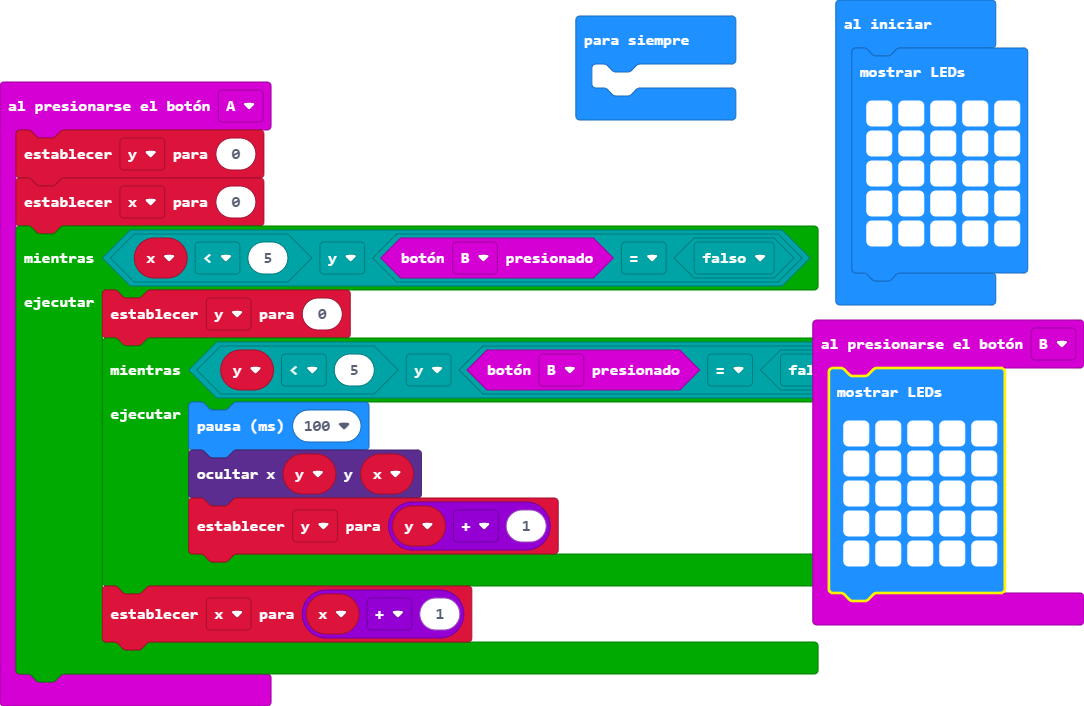 para siempre
al iniciar
mostrar LEDs
al presionarse el botón A
establecer y para 0
establecer x para 0
mientras x < 5 y botón B presionado = falso
ejecutar
establecer y para 0
mientras y < 5 y botón B presionado = fal
ejecutar
pausa (ms) 100
ocultar x y y x
establecer y para y + 1
establecer x para x + 1
al presionarse el botón B
mostrar LEDs